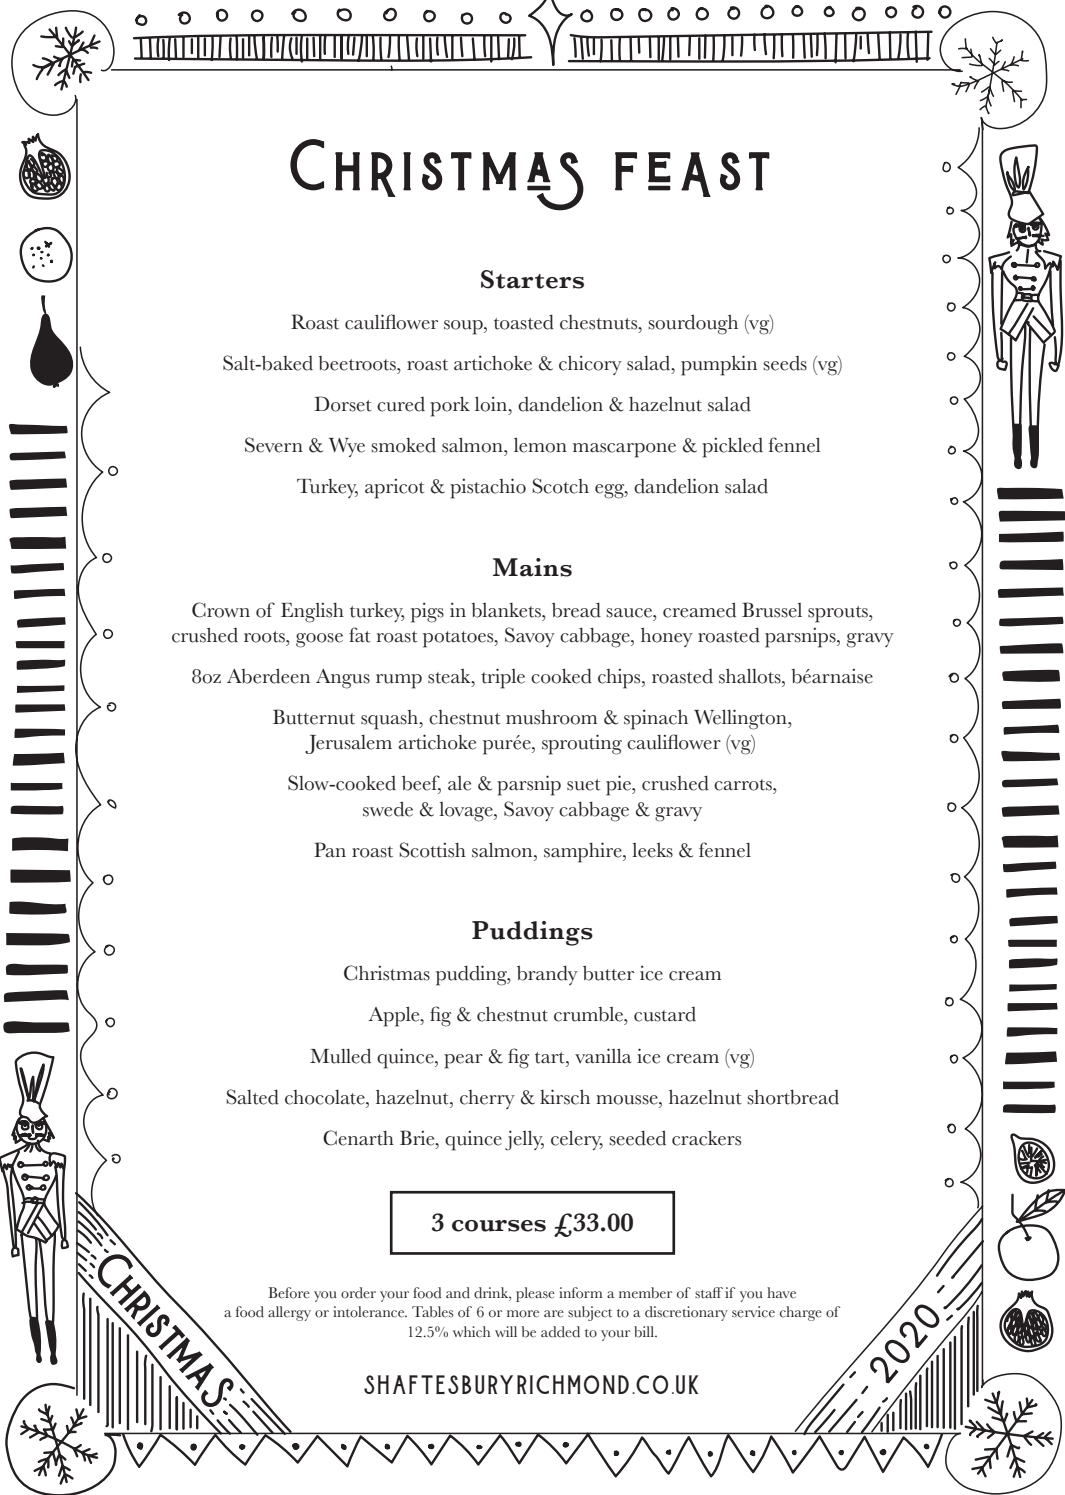 Christmas feast
Starters
Roast cauliflower soup, toasted chestnuts, sourdough (vg)
Salt-baked beetroots, roast artichoke & chicory salad, pumpkin seeds (vg)
Dorset cured pork loin, dandelion & hazelnut salad
Severn & Wye smoked salmon, lemon mascarpone & pickled fennel
Turkey, apricot & pistachio Scotch egg, dandelion salad
Mains
Crown of English turkey, pigs in blankets, bread sauce, creamed Brussel sprouts,
crushed roots, goose fat roast potatoes, Savoy cabbage, honey roasted parsnips, gravy
8oz Aberdeen Angus rump steak, triple cooked chips, roasted shallots, béarnaise
Butternut squash, chestnut mushroom & spinach Wellington,
Jerusalem artichoke purée, sprouting cauliflower (vg)
Slow-cooked beef, ale & parsnip suet pie, crushed carrots,
swede & lovage, Savoy cabbage & gravy
Pan roast Scottish salmon, samphire, leeks & fennel
Puddings
Christmas pudding, brandy butter ice cream
Apple, fig & chestnut crumble, custard
Mulled quince, pear & fig tart, vanilla ice cream (vg)
Salted chocolate, hazelnut, cherry & kirsch mousse, hazelnut shortbread
Cenarth Brie, quince jelly, celery, seeded crackers
3 courses £33.00
Before you order your food and drink, please inform a member of staff if you have
a food allergy or intolerance. Tables of 6 or more are subject to a discretionary service charge of
12.5% which will be added to your bill.
Christmas
2020
SHAFTESBURYRICHMOND.CO.UK